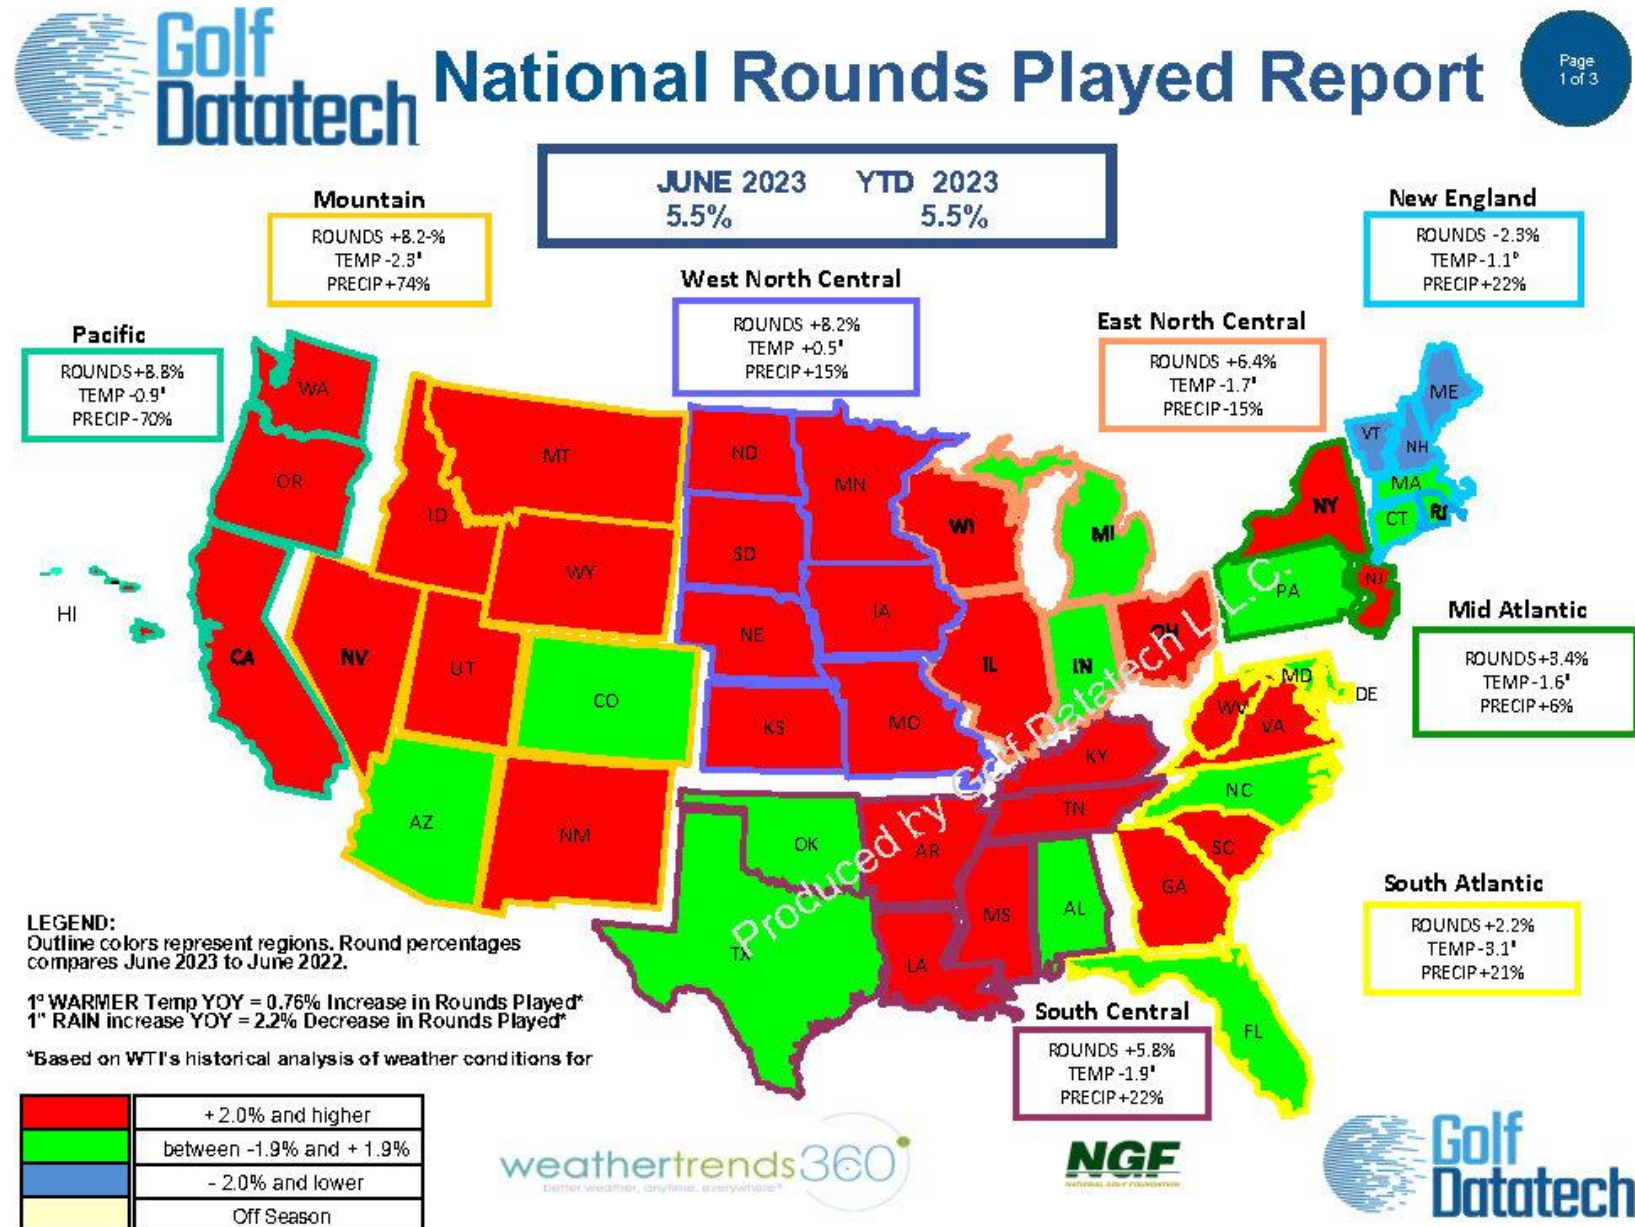 Golf
Datatech
National Rounds Played Report
Page
1 of 3
JUNE 2023 YTD 2023
5.5% 5.5%
Mountain
ROUNDS +8.2-%
TEMP -2.3°
PRECIP +74%
New England
ROUNDS -2.3%
TEMP -1.1°
PRECIP +22%
West North Central
ROUNDS +8.2%
TEMP +0.5°
PRECIP +15%
East North Central
ROUNDS +6.4%
TEMP -1.7°
PRECIP -15%
Pacific
ROUNDS +8.8%
TEMP -0.9°
PRECIP -70%
WA
OR
CA
HI
MT
ID
WY
NV
UT
CO
AZ
NM
ND
SD
NE
KS
MN
IA
MO
WI
IL
MI
IN
OH
ME
VT
NH
MA
CT
RI
NY
PA
NJ
MD
DE
WV
VA
NC
SC
GA
FL
KY
TN
MS
AL
OK
AR
TX
LA
Produced by Golf Datatech L.L.C.
Mid Atlantic
ROUNDS +3.4%
TEMP -1.6°
PRECIP +6%
South Atlantic
ROUNDS +2.2%
TEMP -3.1°
PRECIP +21%
South Central
ROUNDS +5.8%
TEMP -1.9°
PRECIP +22%
LEGEND:
Outline colors represent regions. Round percentages
compares June 2023 to June 2022.
1° WARMER Temp YOY = 0.76% Increase in Rounds Played*
1" RAIN increase YOY = 2.2% Decrease in Rounds Played*
*Based on WTI's historical analysis of weather conditions for
+ 2.0% and higher
between -1.9% and + 1.9%
- 2.0% and lower
Off Season
weathertrends360
better weather, anytime, everywhere
NGF
NATIONAL GOLF FOUNDATION
Golf
Datatech